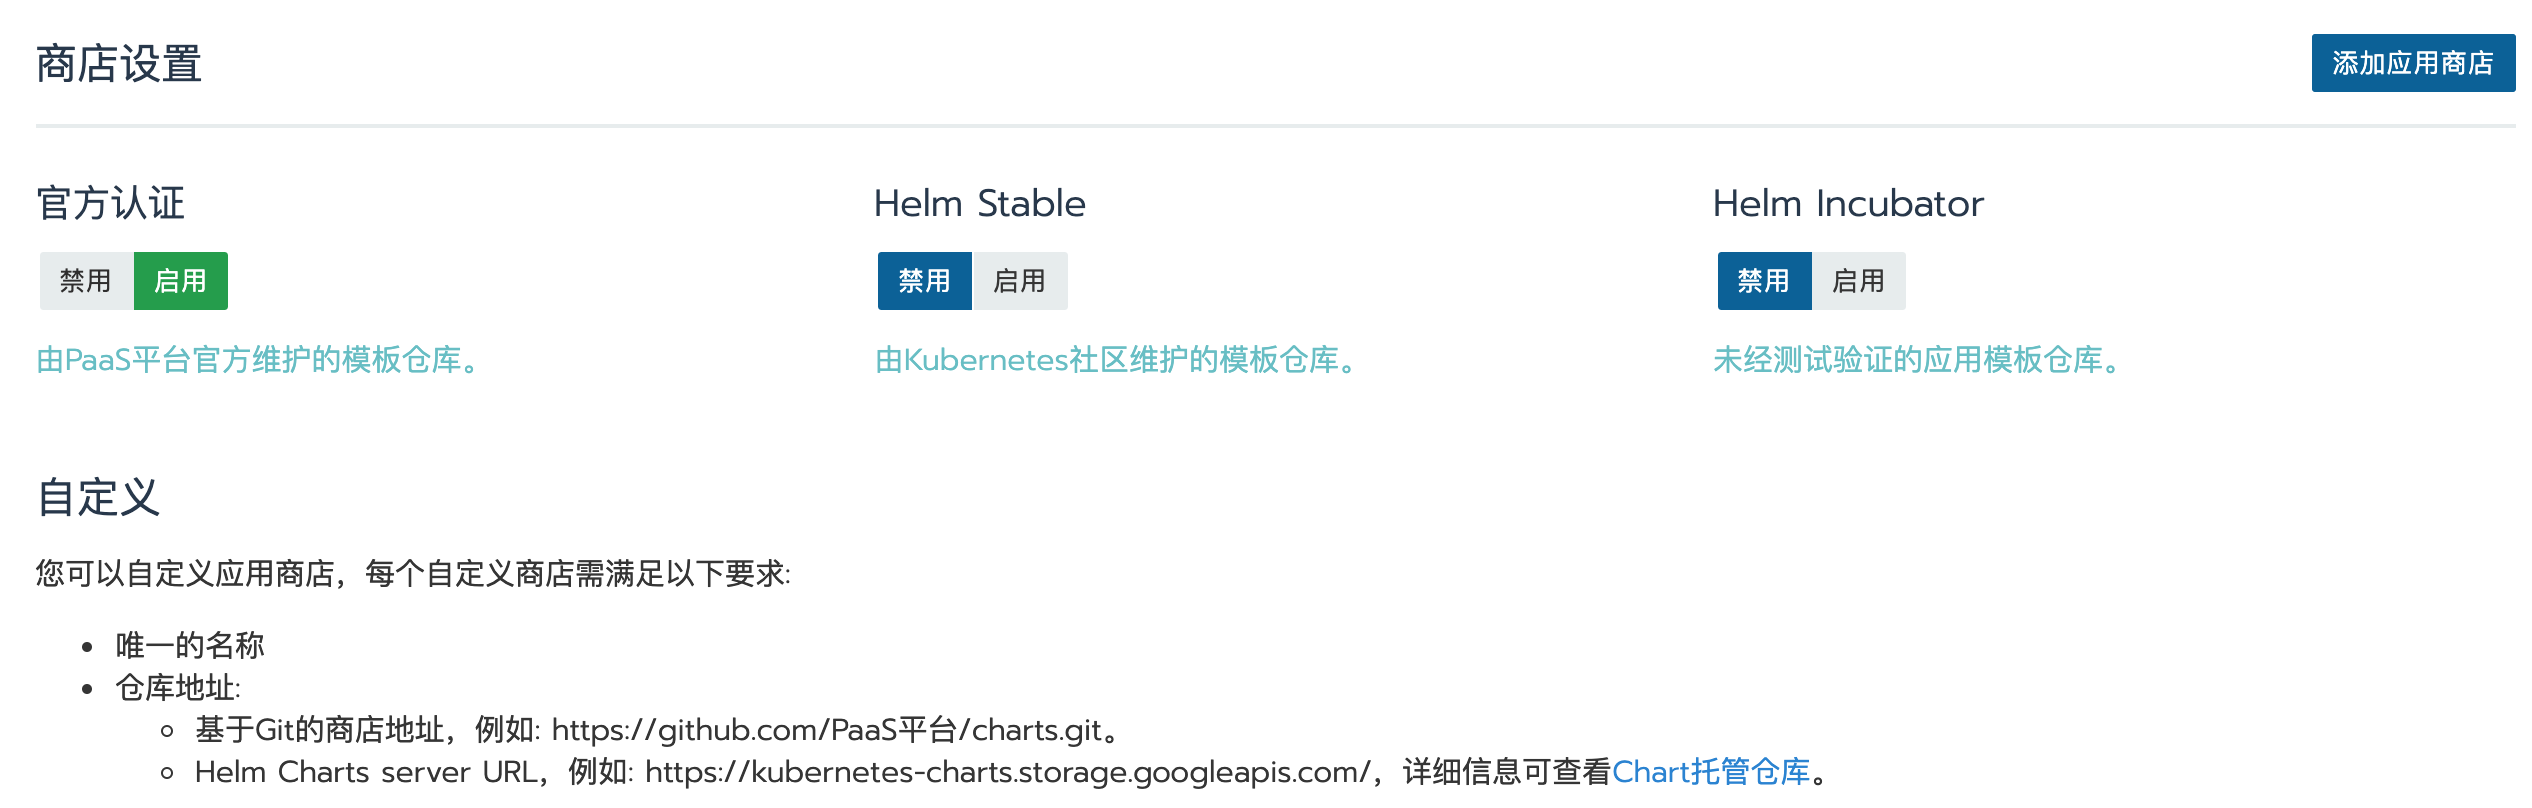 商店设置
添加应用商店
官方认证
Helm Stable
Helm Incubator
禁用 启用
禁用 启用
禁用 启用
由PaaS平台官方维护的模板仓库。
由Kubernetes社区维护的模板仓库。
未经测试验证的应用模板仓库。
自定义
您可以自定义应用商店，每个自定义商店需满足以下要求:
唯一的名称
仓库地址:
基于Git的商店地址，例如: https://github.com/PaaS平台/charts.git。
Helm Charts server URL，例如: https://kubernetes-charts.storage.googleapis.com/，详细信息可查看Chart托管仓库。